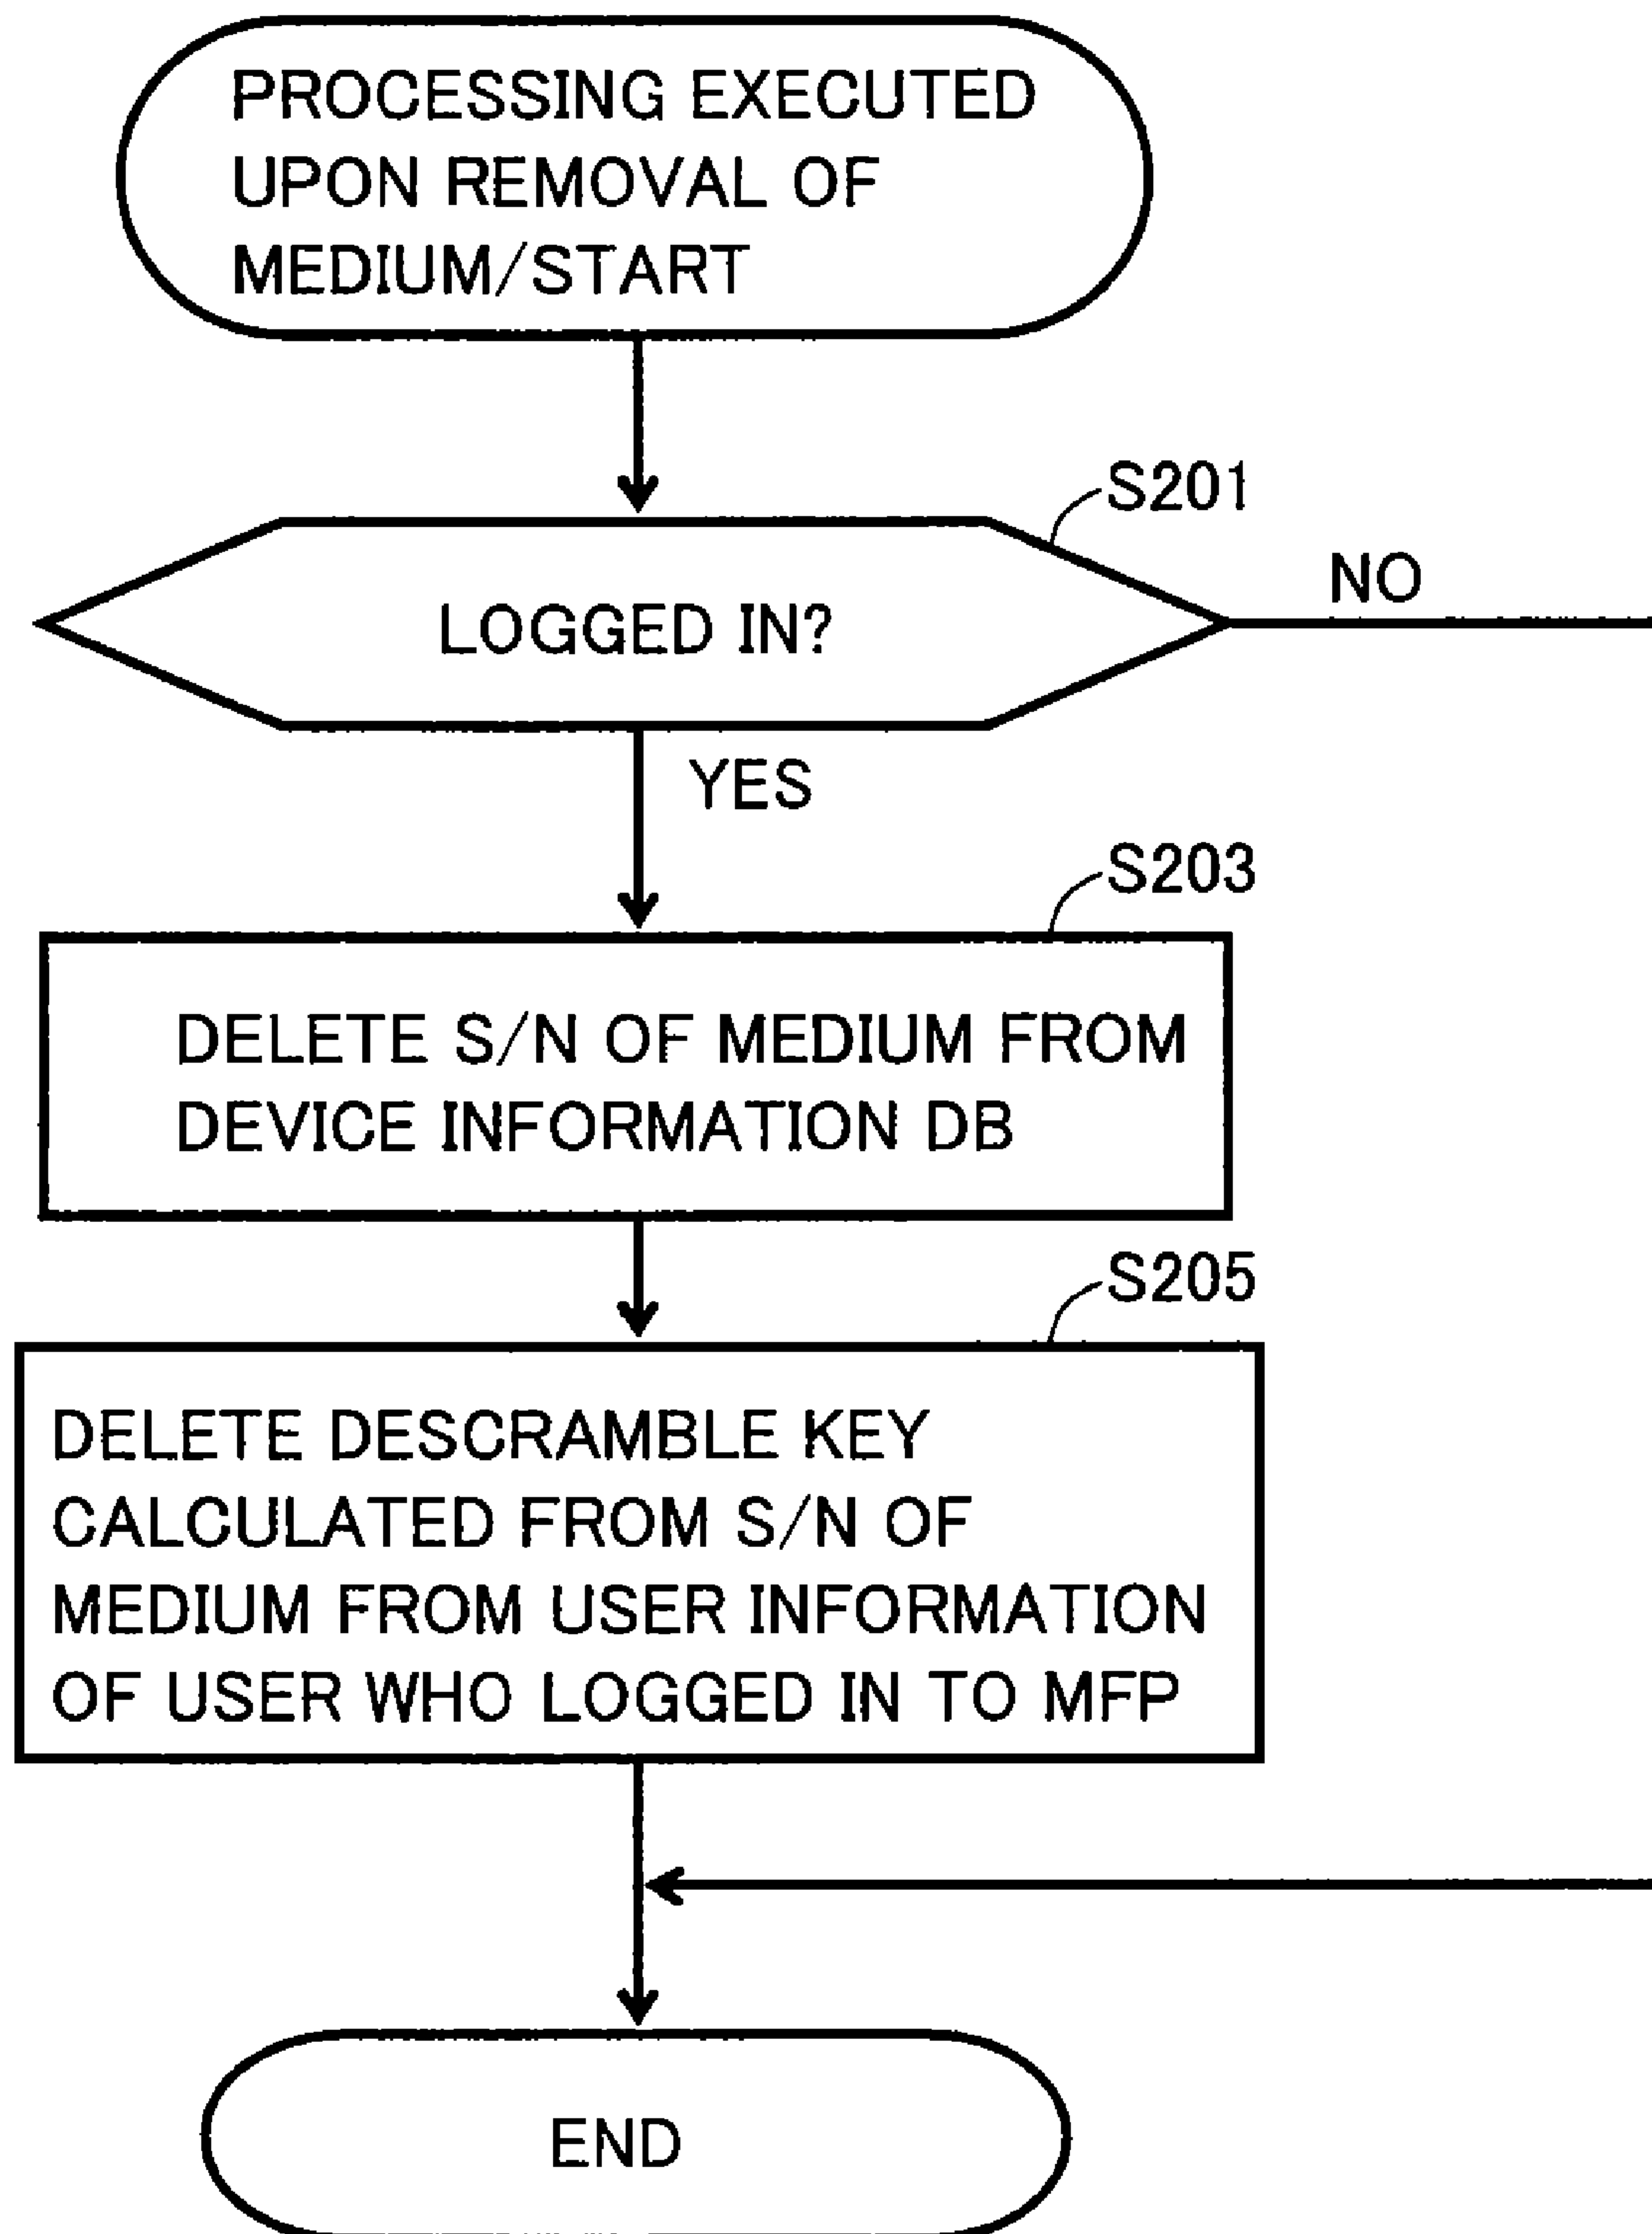 PROCESSING EXECUTED
UPON REMOVAL OF
MEDIUM/START
S201
LOGGED IN?
NO
YES
S203
DELETE S/N OF MEDIUM FROM
DEVICE INFORMATION DB
S205
DELETE DESCRAMBLE KEY
CALCULATED FROM S/N OF
MEDIUM FROM USER INFORMATION
OF USER WHO LOGGED IN TO MFP
END